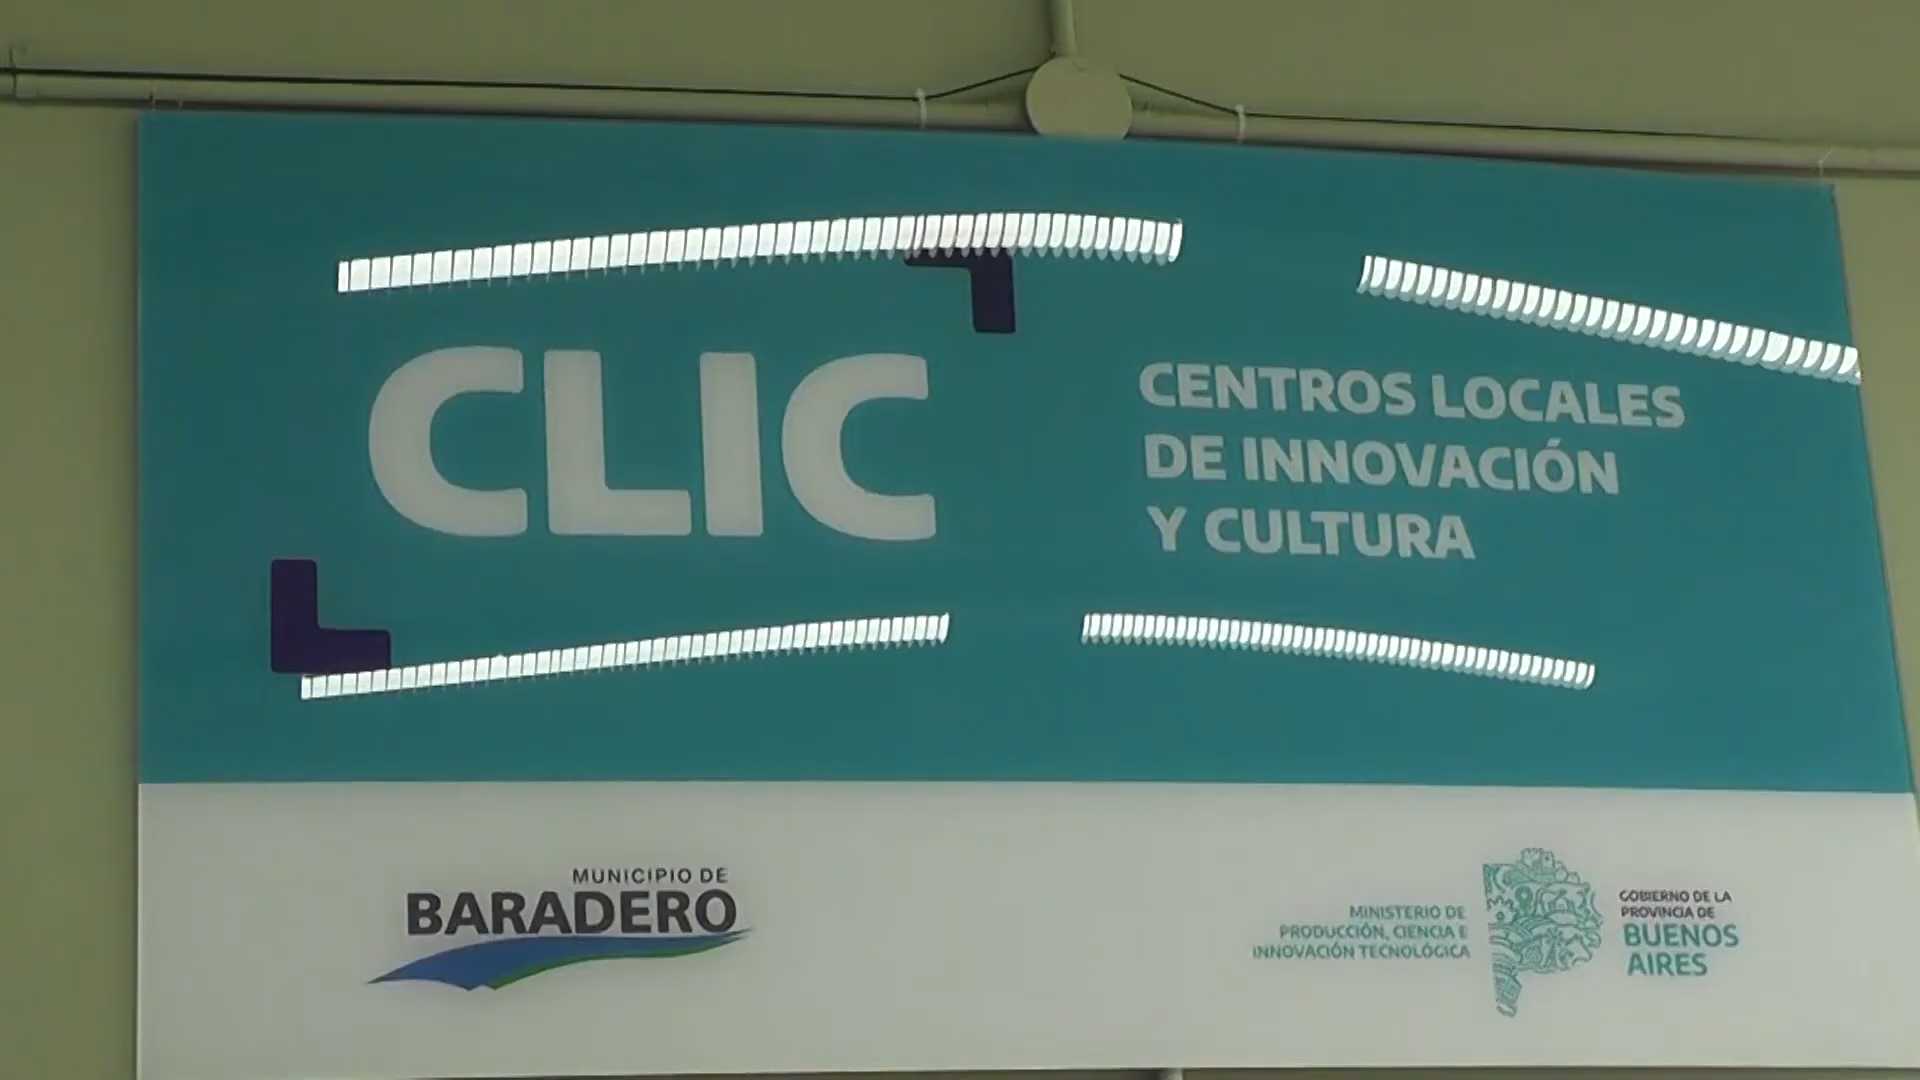 CLIC
CENTROS LOCALES
DE INNOVACIÓN
Y CULTURA
MUNICIPIO DE
BARADERO
MINISTERIO DE
PRODUCCIÓN, CIENCIA E
INNOVACIÓN TECNOLÓGICA
GOBIERNO DE LA
PROVINCIA DE
BUENOS
AIRES